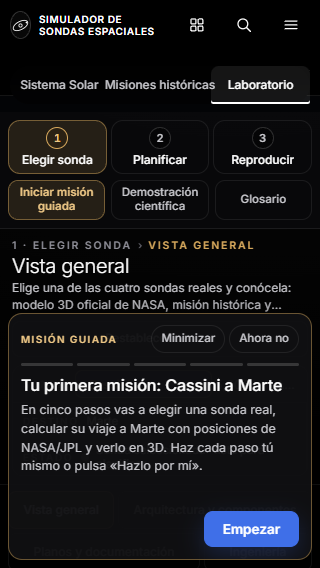 SIMULADOR DE
SONDAS ESPACIALES
Sistema Solar Misiones históricas Laboratorio
1 2 3
Elegir sonda Planificar Reproducir
Iniciar misión guiada Demostración científica Glosario
1 · ELEGIR SONDA › VISTA GENERAL
Vista general
Elige una de las cuatro sondas reales y conócela:
modelo 3D oficial de NASA, misión histórica y...
MISIÓN GUIADA Minimizar Ahora no
Tu primera misión: Cassini a Marte
En cinco pasos vas a elegir una sonda real,
calcular su viaje a Marte con posiciones de
NASA/JPL y verlo en 3D. Haz cada paso tú
mismo o pulsa «Hazlo por mí».
Vista general
Empezar